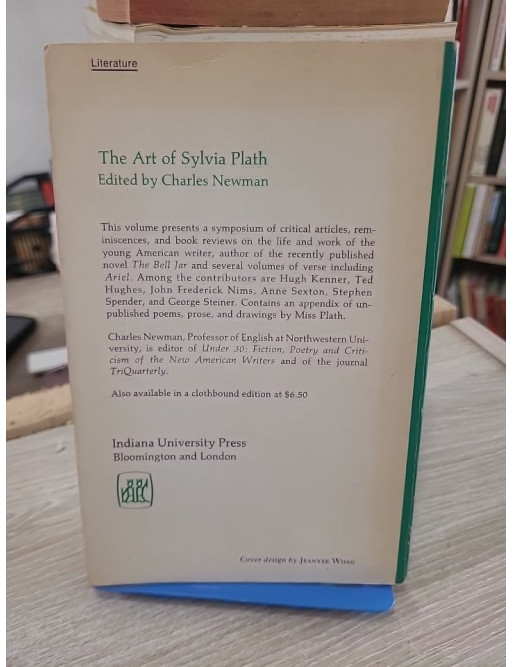 Literature
The Art of Sylvia Plath
Edited by Charles Newman
This volume presents a symposium of critical articles, rem-
iniscences, and book reviews on the life and work of the
young American writer, author of the recently published
novel The Bell Jar and several volumes of verse including
Ariel. Among the contributors are Hugh Kenner, Ted
Hughes, John Frederick Nims, Anne Sexton, Stephen
Spender, and George Steiner. Contains an appendix of un-
published poems, prose, and drawings by Miss Plath.
Charles Newman, Professor of English at Northwestern Uni-
versity, is editor of Under 30: Fiction, Poetry and Criti-
cism of the New American Writers and of the journal
TriQuarterly.
Also available in a clothbound edition at $6.50
Indiana University Press
Bloomington and London
Cover design by Jeanyee Wong